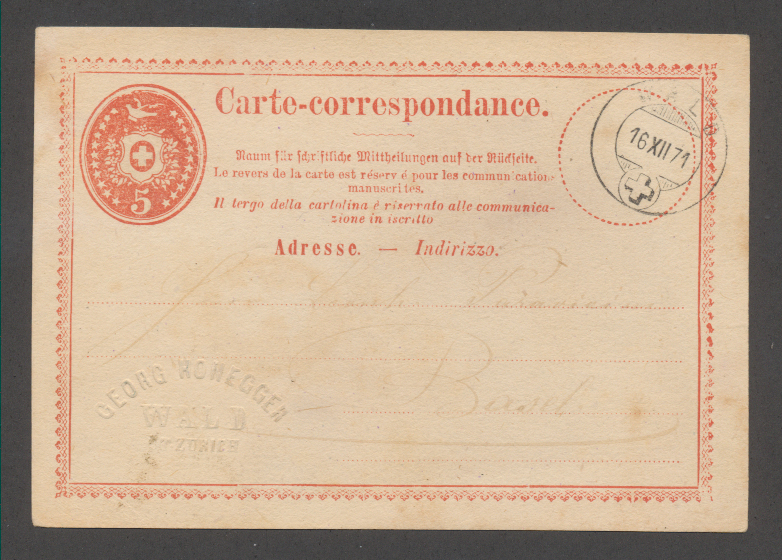 Carte-correspondance.
WALD
16 XII 71
Raum für schriftliche Mittheilungen auf der Rückseite.
Le revers de la carte est réserv é pour les communications
manuscrites.
Il tergo della cartolina é riservato alle communica-
zione in iscritto
5
Adresse. — Indirizzo.
Basel
GEORG HONEGGER
WALD
ZÜRICH